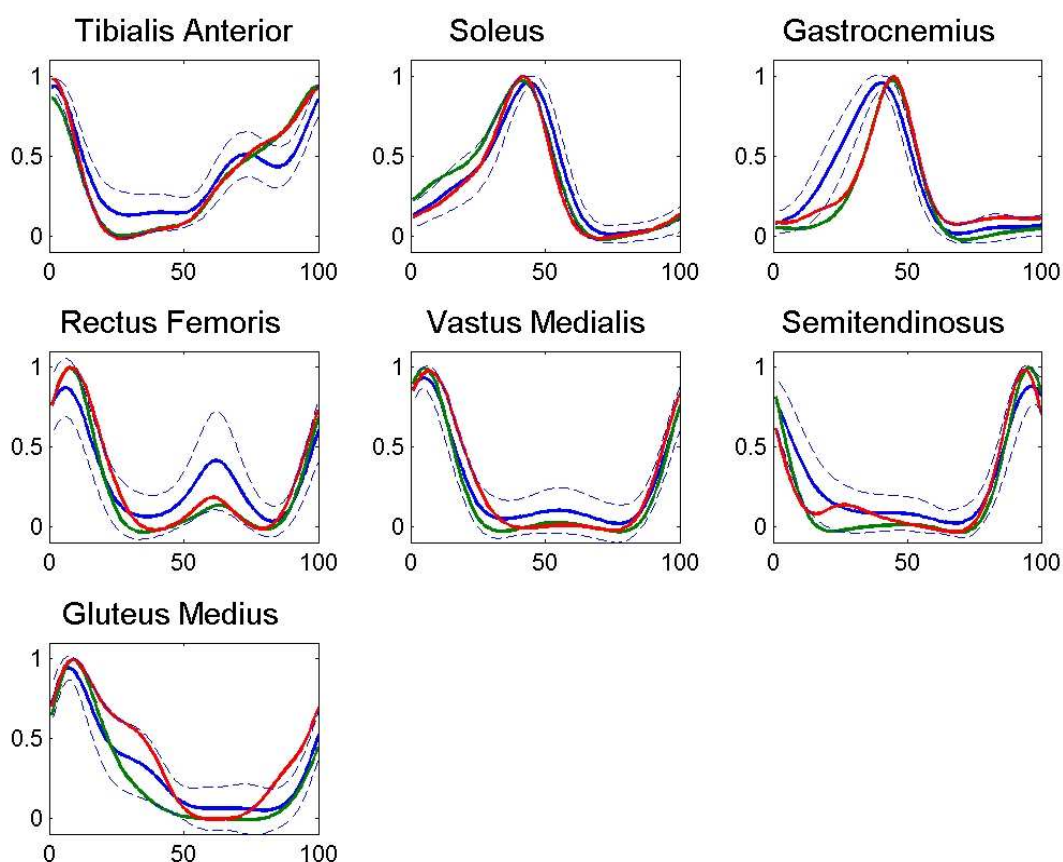 Tibialis Anterior Soleus Gastrocnemius
1 1 1
0.5 0.5 0.5
0 0 0
0 50 100 0 50 100 0 50 100
Rectus Femoris Vastus Medialis Semitendinosus
1 1 1
0.5 0.5 0.5
0 0 0
0 50 100 0 50 100 0 50 100
Gluteus Medius
1
0.5
0
0 50 100